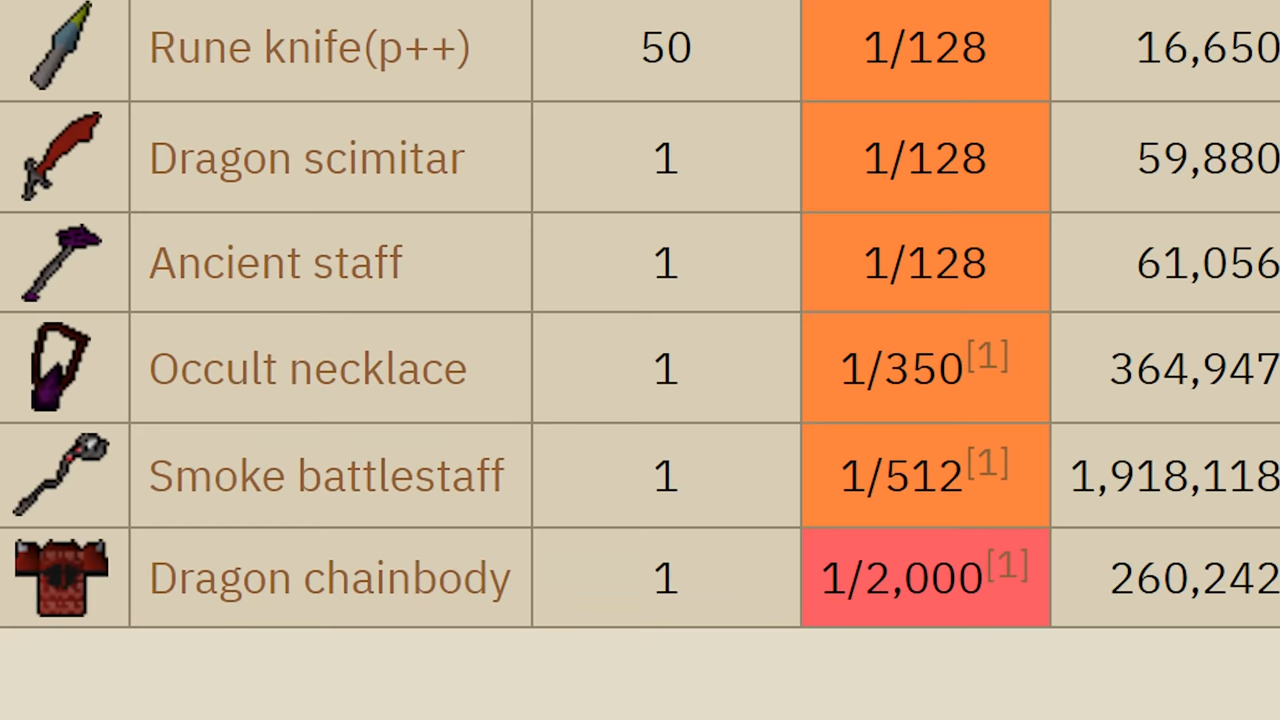 Rune knife(p++) 50 1/128 16,650
Dragon scimitar 1 1/128 59,880
Ancient staff 1 1/128 61,056
Occult necklace 1 1/350[1] 364,947
Smoke battlestaff 1 1/512[1] 1,918,118
Dragon chainbody 1 1/2,000[1] 260,242